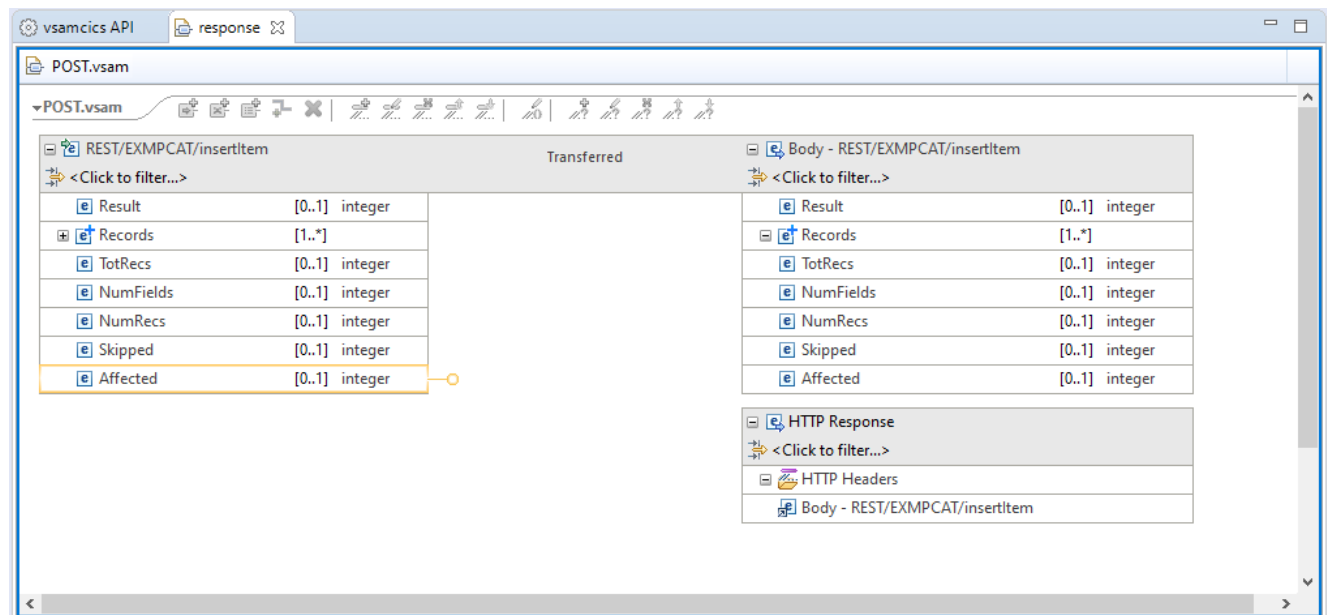 vsamcics API response
POST.vsam
POST.vsam
REST/EXMPCAT/insertItem Transferred Body - REST/EXMPCAT/insertItem
<Click to filter...> <Click to filter...>
Result [0..1] integer Result [0..1] integer
Records [1..*] Records [1..*]
TotRecs [0..1] integer TotRecs [0..1] integer
NumFields [0..1] integer NumFields [0..1] integer
NumRecs [0..1] integer NumRecs [0..1] integer
Skipped [0..1] integer Skipped [0..1] integer
Affected [0..1] integer Affected [0..1] integer
HTTP Response
<Click to filter...>
HTTP Headers
Body - REST/EXMPCAT/insertItem